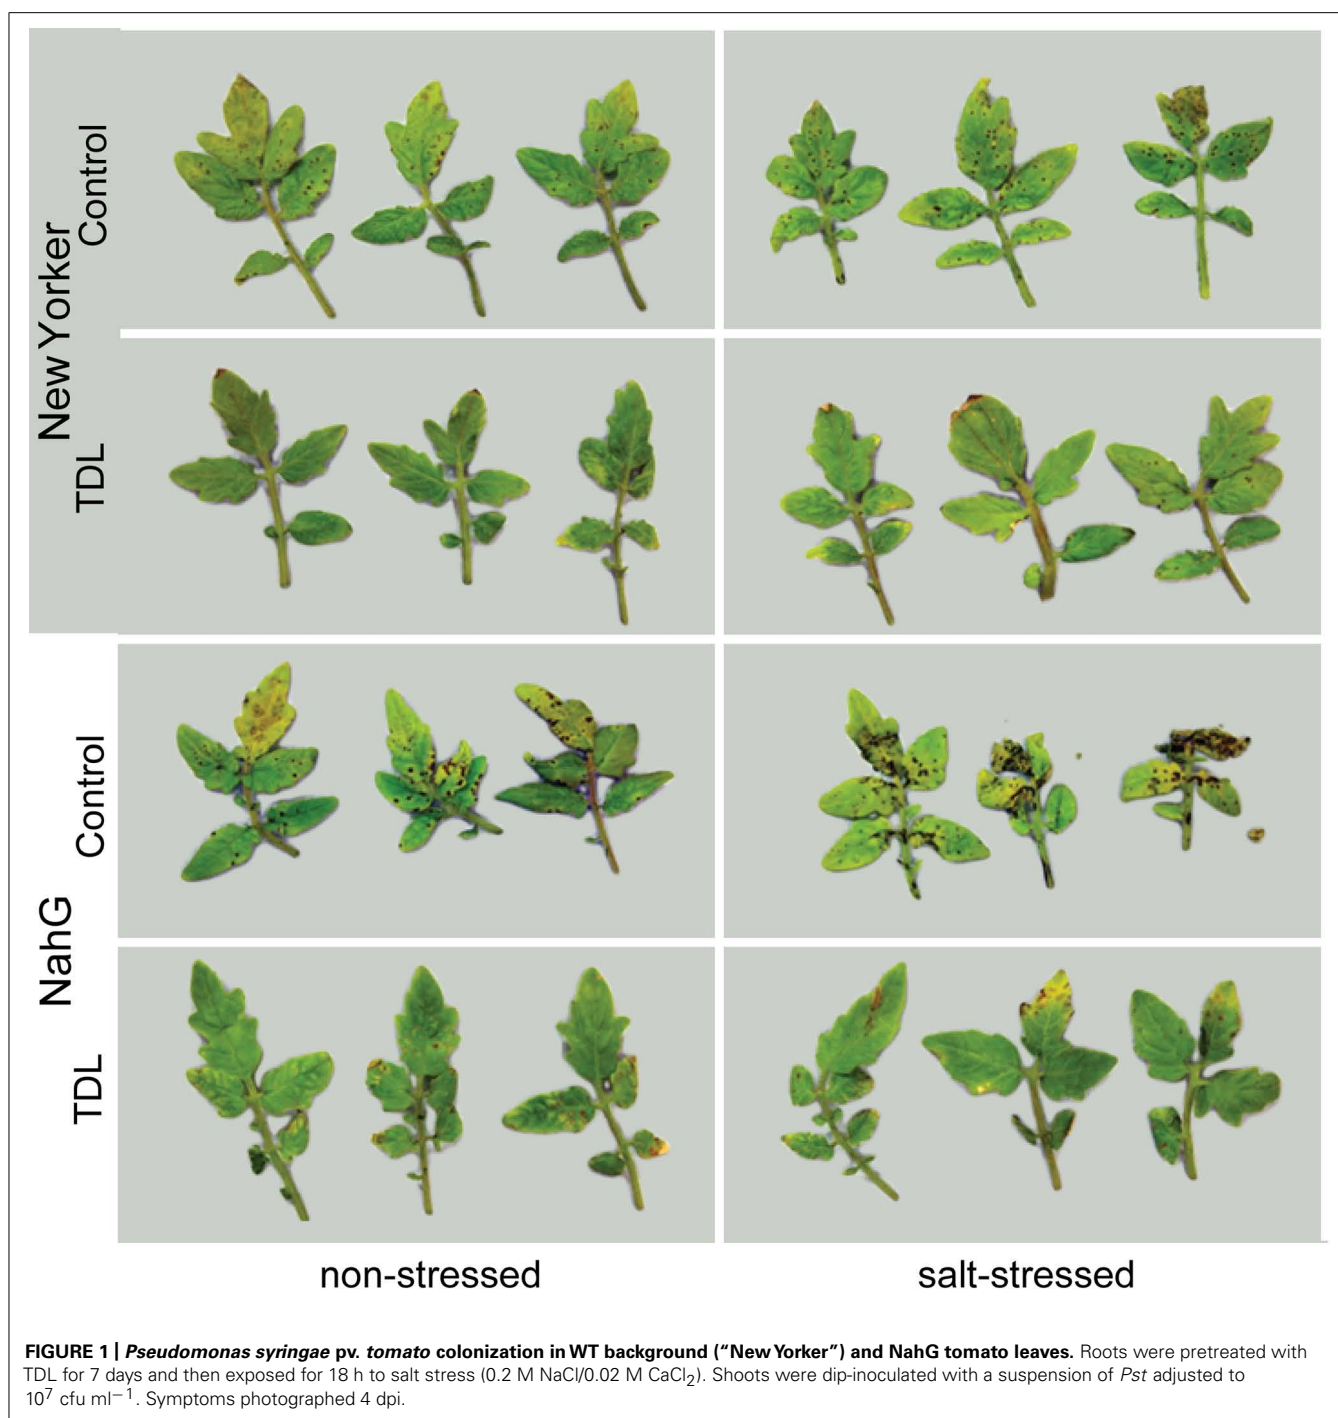 New Yorker
Control
TDL
NahG
Control
TDL
non-stressed
salt-stressed
FIGURE 1 | Pseudomonas syringae pv. tomato colonization in WT background (“New Yorker”) and NahG tomato leaves. Roots were pretreated with
TDL for 7 days and then exposed for 18 h to salt stress (0.2 M NaCl/0.02 M CaCl₂). Shoots were dip-inoculated with a suspension of Pst adjusted to
10⁷ cfu ml⁻¹. Symptoms photographed 4 dpi.